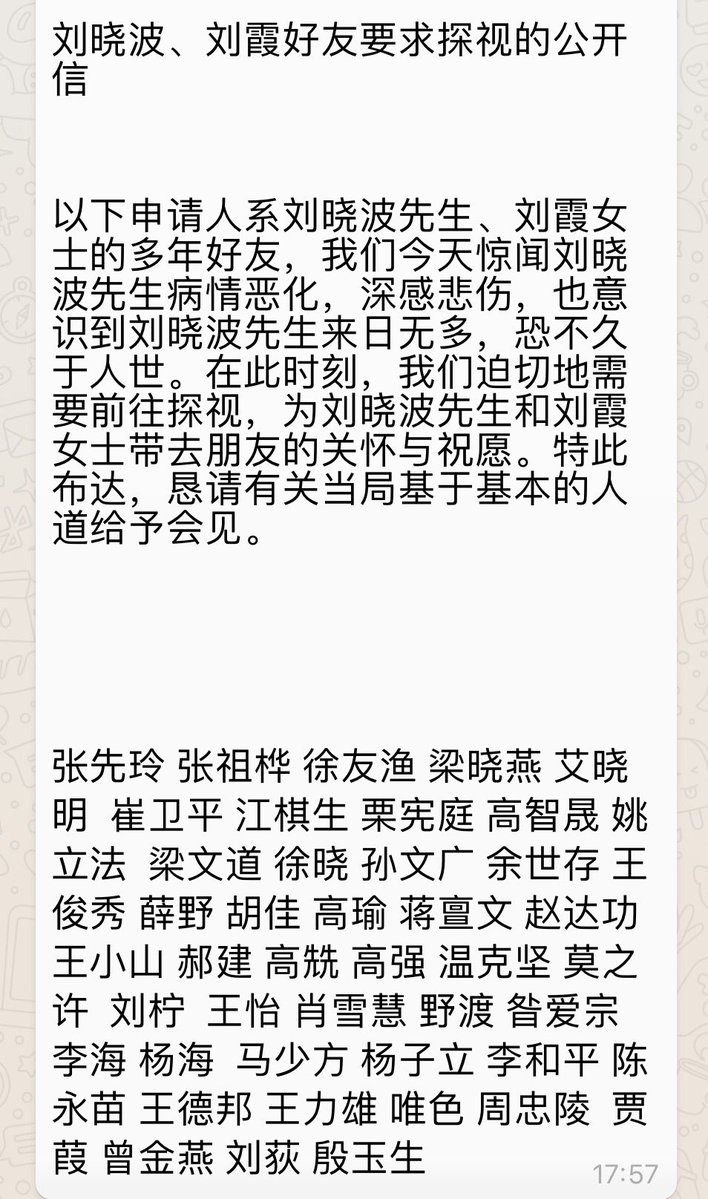 刘晓波、刘霞好友要求探视的公开
信
以下申请人系刘晓波先生、刘霞女
士的多年好友，我们今天惊闻刘晓
波先生病情恶化，深感悲伤，也意
识到刘晓波先生来日无多，恐不久
于人世。在此时刻，我们迫切地需
要前往探视，为刘晓波先生和刘霞
女士带去朋友的关怀与祝愿。特此
布达，恳请有关当局基于基本的人
道给予会见。
张先玲 张祖桦 徐友渔 梁晓燕 艾晓
明 崔卫平 江棋生 栗宪庭 高智晟 姚
立法 梁文道 徐晓 孙文广 余世存 王
俊秀 薛野 胡佳 高瑜 蒋亶文 赵达功
王小山 郝建 高兟 高强 温克坚 莫之
许 刘柠 王怡 肖雪慧 野渡 昝爱宗
李海 杨海 马少方 杨子立 李和平 陈
永苗 王德邦 王力雄 唯色 周忠陵 贾
葭 曾金燕 刘荻 殷玉生
17:57